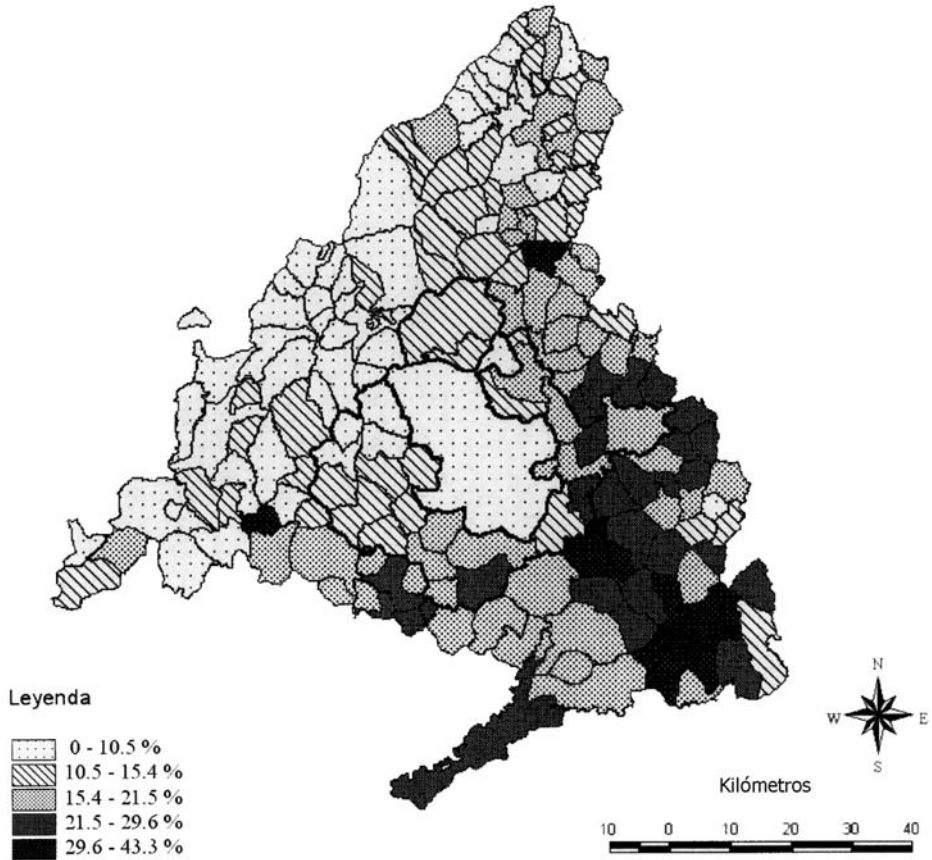 Leyenda
0 - 10.5 %
10.5 - 15.4 %
15.4 - 21.5 %
21.5 - 29.6 %
29.6 - 43.3 %
N
W E
S
Kilómetros
10 0 10 20 30 40